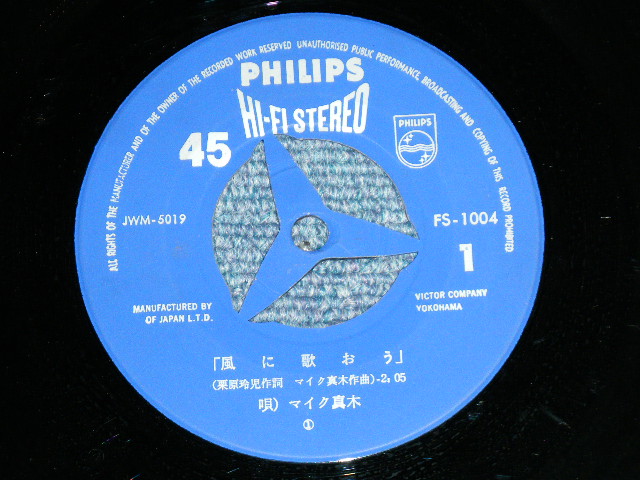 ALL RIGHTS OF THE MANUFACTURER AND OF THE OWNER OF THE RECORDED WORK RESERVED UNAUTHORISED PUBLIC PERFORMANCE BROADCASTING AND COPYING OF THIS RECORD PROHIBITED
PHILIPS
HI-FI STEREO
45
PHILIPS
JWM-5019
FS-1004
1
MANUFACTURED BY
OF JAPAN L.T.D.
VICTOR COMPANY
YOKOHAMA
「風に歌おう」
(栗原玲児作詞 マイク真木作曲)-2:05
唄) マイク真木
①